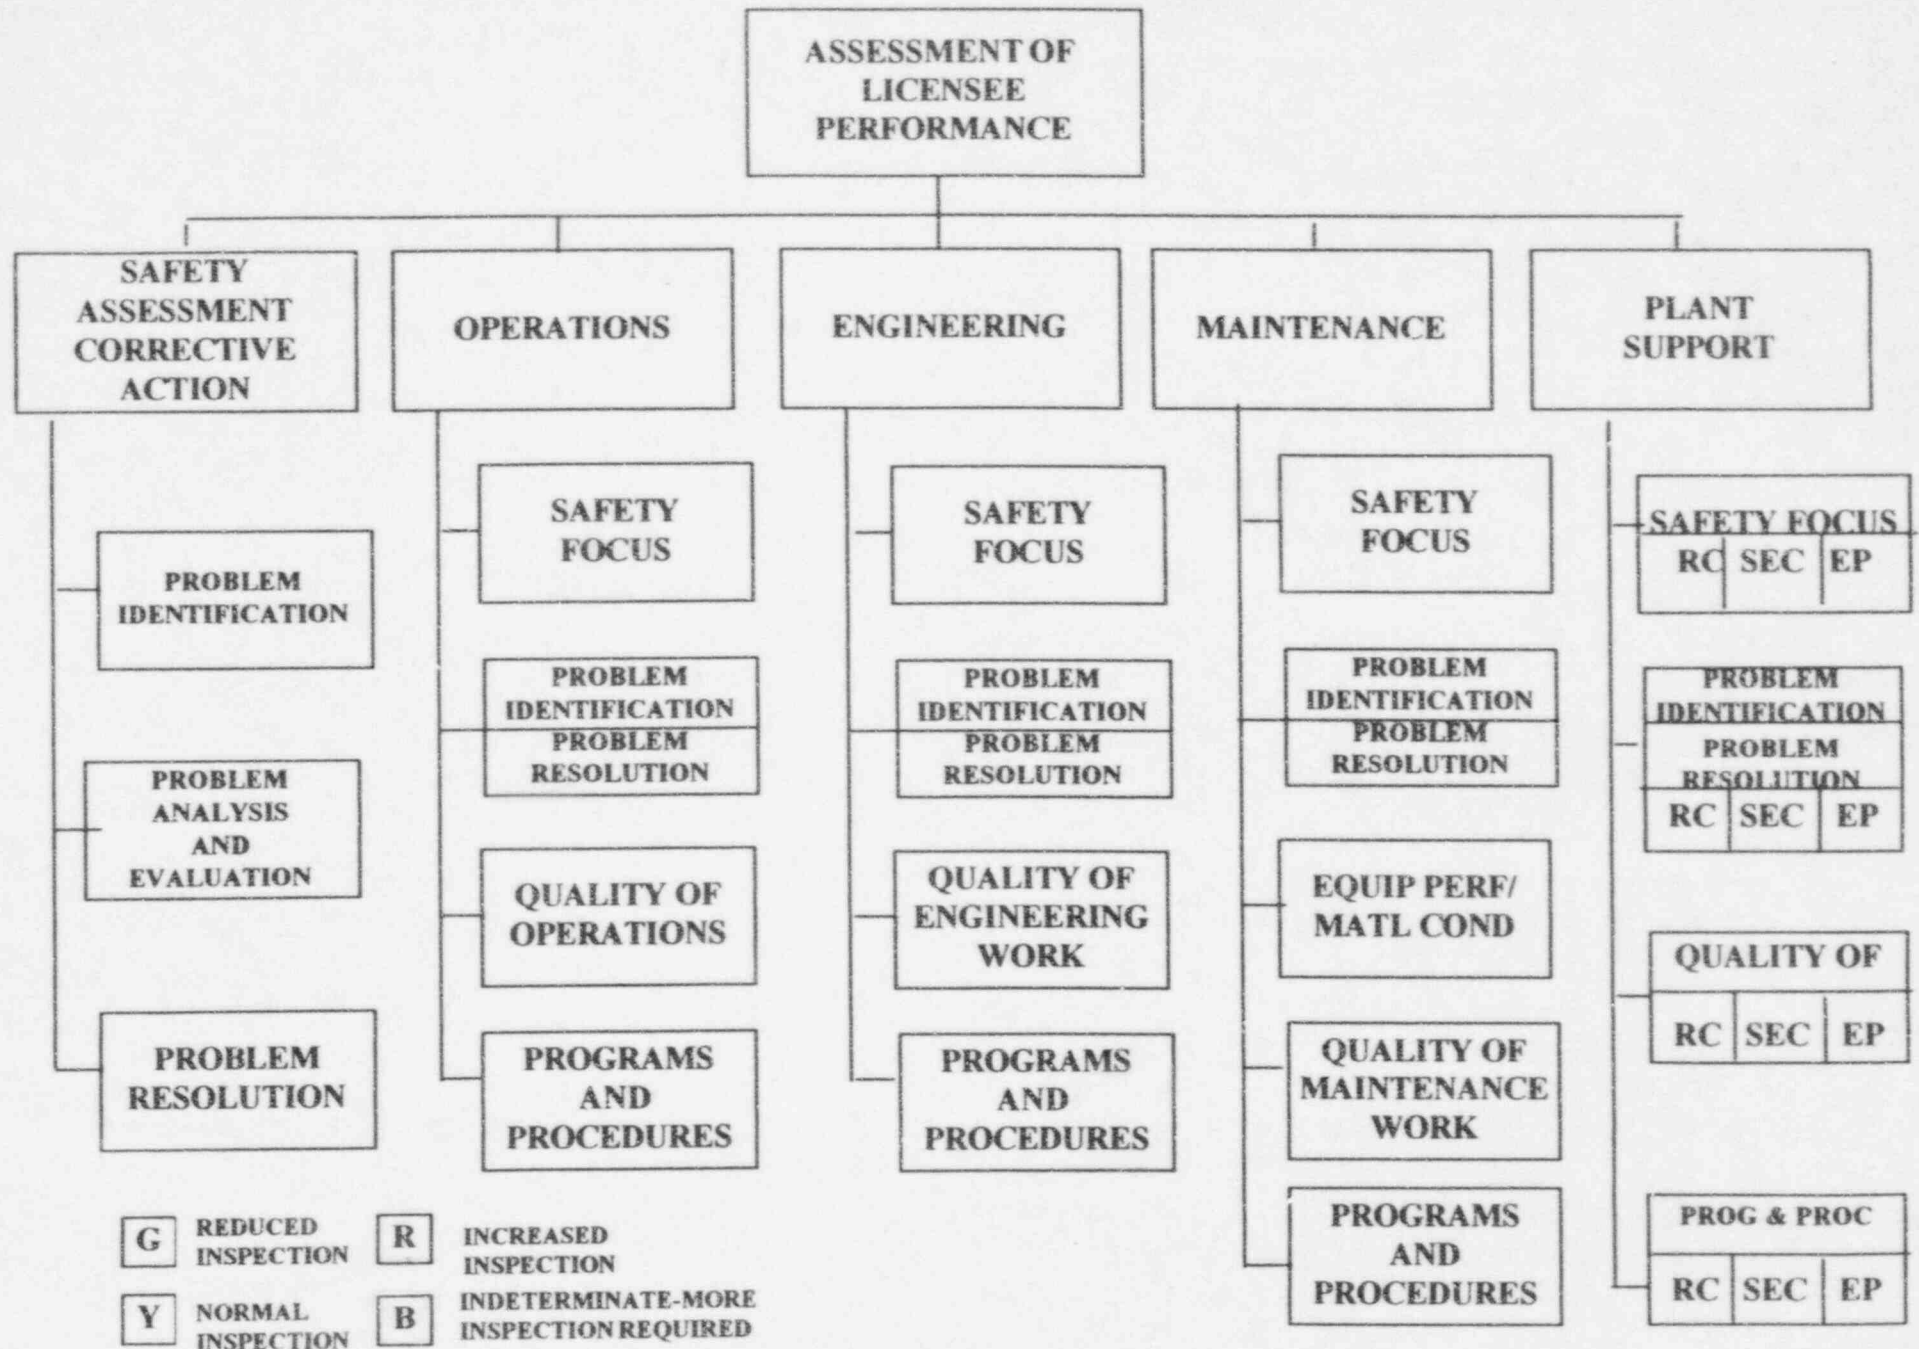 ASSESSMENT OF
LICENSEE
PERFORMANCE
SAFETY
ASSESSMENT
CORRECTIVE
ACTION
OPERATIONS
ENGINEERING
MAINTENANCE
PLANT
SUPPORT
PROBLEM
IDENTIFICATION
PROBLEM
ANALYSIS
AND
EVALUATION
PROBLEM
RESOLUTION
SAFETY
FOCUS
PROBLEM
IDENTIFICATION
PROBLEM
RESOLUTION
QUALITY OF
OPERATIONS
PROGRAMS
AND
PROCEDURES
SAFETY
FOCUS
PROBLEM
IDENTIFICATION
PROBLEM
RESOLUTION
QUALITY OF
ENGINEERING
WORK
PROGRAMS
AND
PROCEDURES
SAFETY
FOCUS
PROBLEM
IDENTIFICATION
PROBLEM
RESOLUTION
EQUIP PERF/
MATL COND
QUALITY OF
MAINTENANCE
WORK
PROGRAMS
AND
PROCEDURES
SAFETY FOCUS
RC SEC EP
PROBLEM
IDENTIFICATION
PROBLEM
RESOLUTION
RC SEC EP
QUALITY OF
RC SEC EP
PROG & PROC
RC SEC EP
G REDUCED
INSPECTION
R INCREASED
INSPECTION
Y NORMAL
INSPECTION
B INDETERMINATE-MORE
INSPECTION REQUIRED